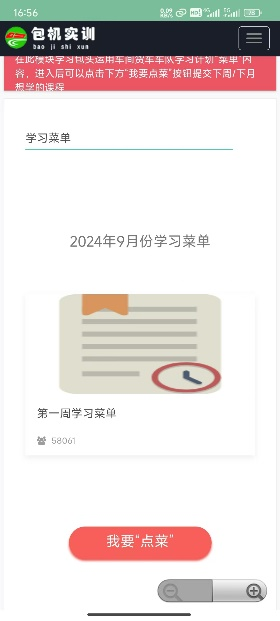 16:56
包机实训
bao ji shi xun
在此模块学习包头运用车间货车车队学习计划“菜单”内
容，进入后可以点击下方“我要点菜”按钮提交下周/下月
想学的课程
学习菜单
2024年9月份学习菜单
第一周学习菜单
58061
我要“点菜”